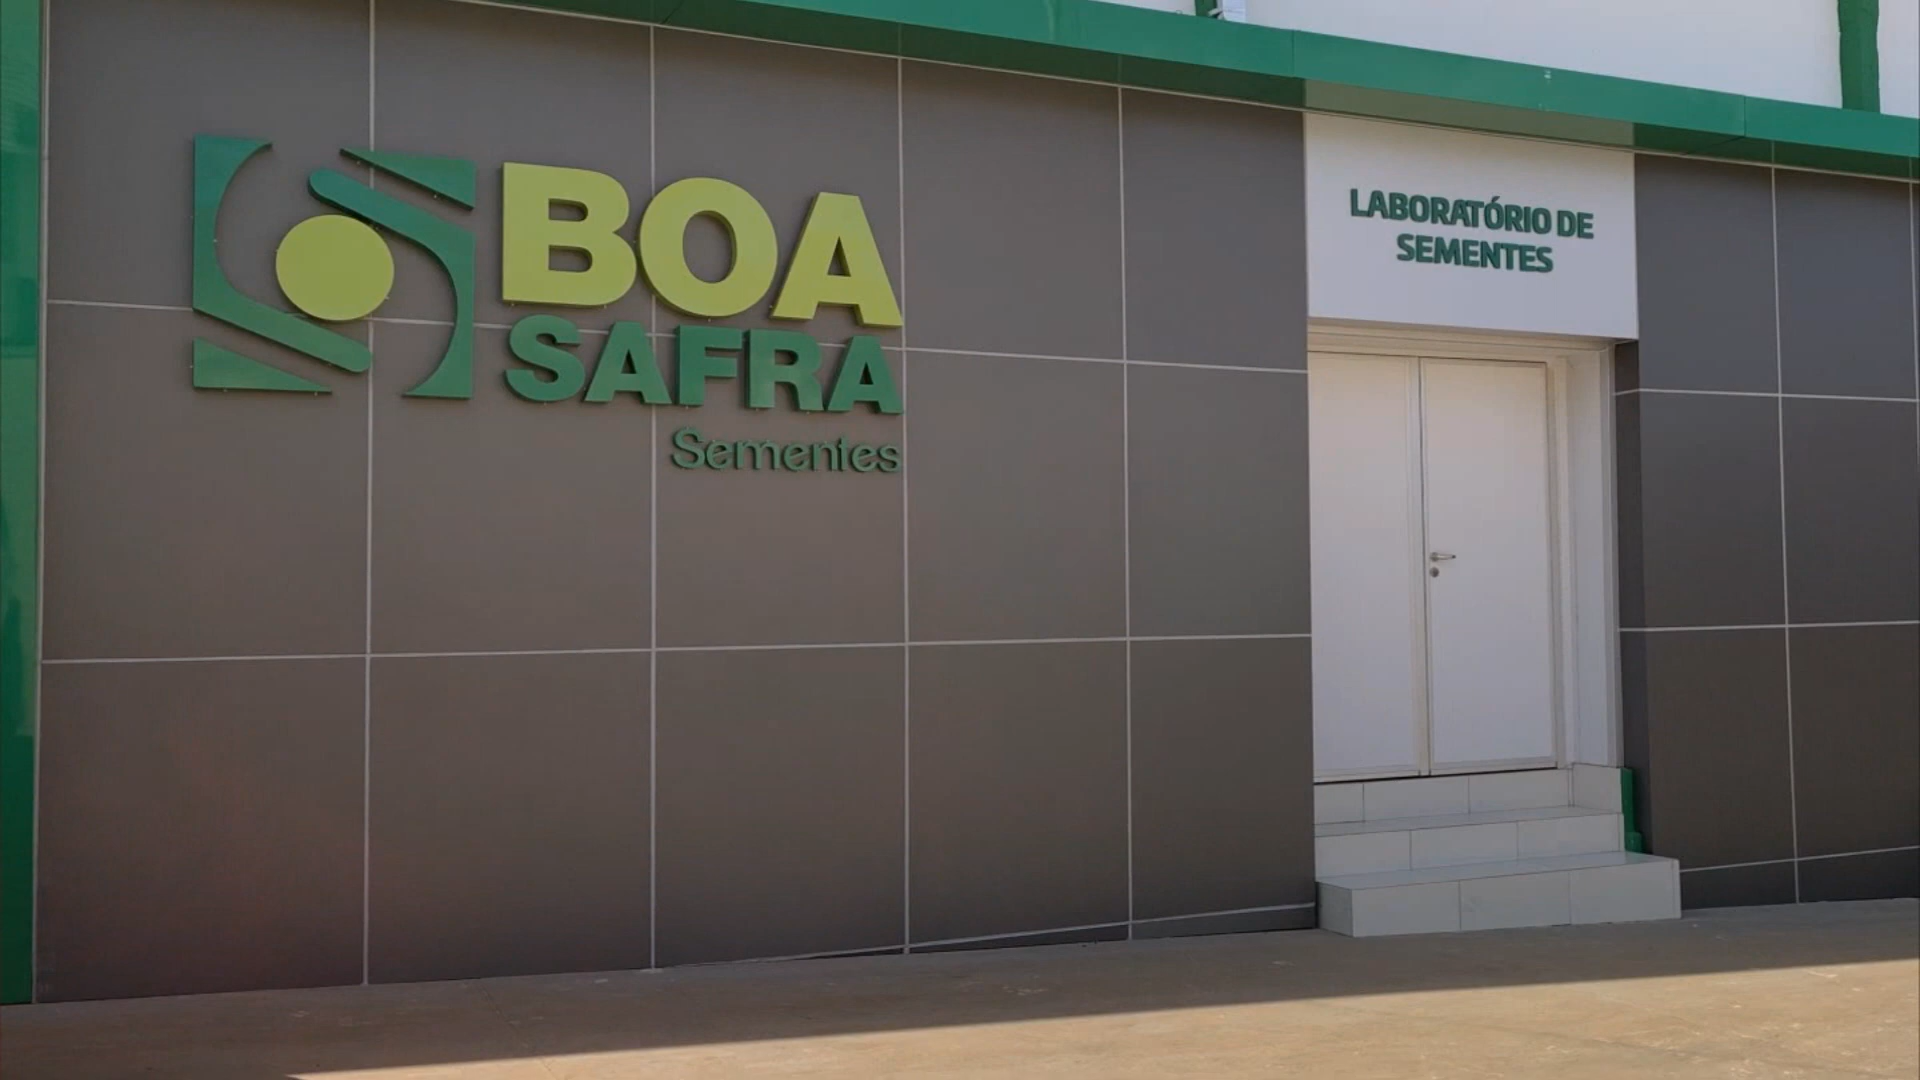 BOA
SAFRA
Sementes
LABORATÓRIO DE
SEMENTES